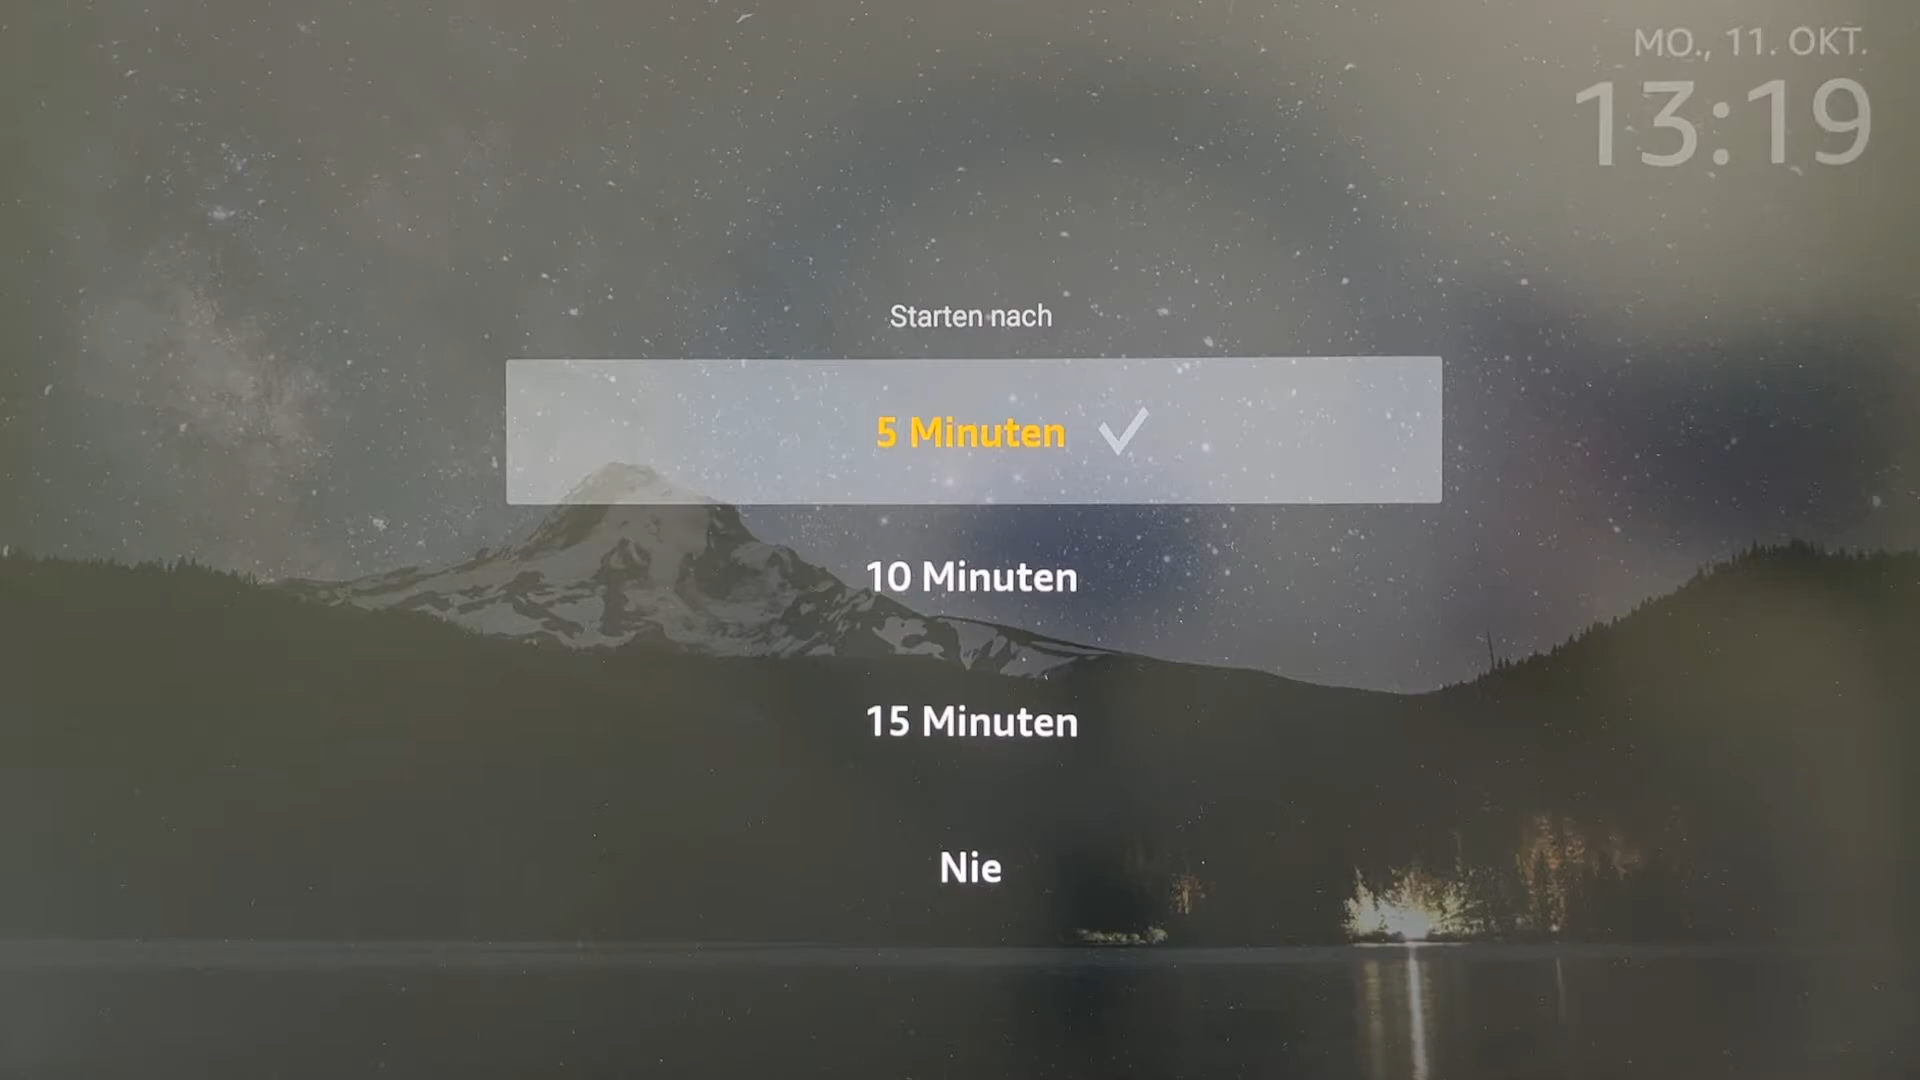 MO., 11. OKT.
13:19
Starten nach
5 Minuten
10 Minuten
15 Minuten
Nie